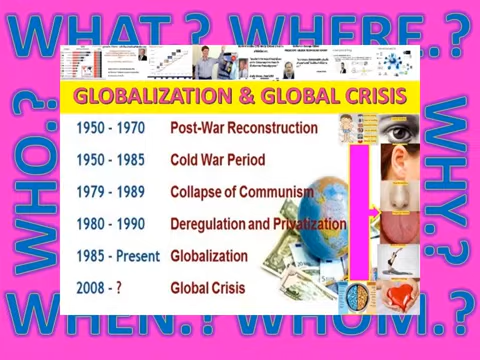 WHAT.? WHERE.?
WHO.?
WHY.?
GLOBALIZATION & GLOBAL CRISIS
1950 - 1970 Post-War Reconstruction
1950 - 1985 Cold War Period
1979 - 1989 Collapse of Communism
1980 - 1990 Deregulation and Privatization
1985 - Present Globalization
2008 - ? Global Crisis
WHEN.? WHOM.?